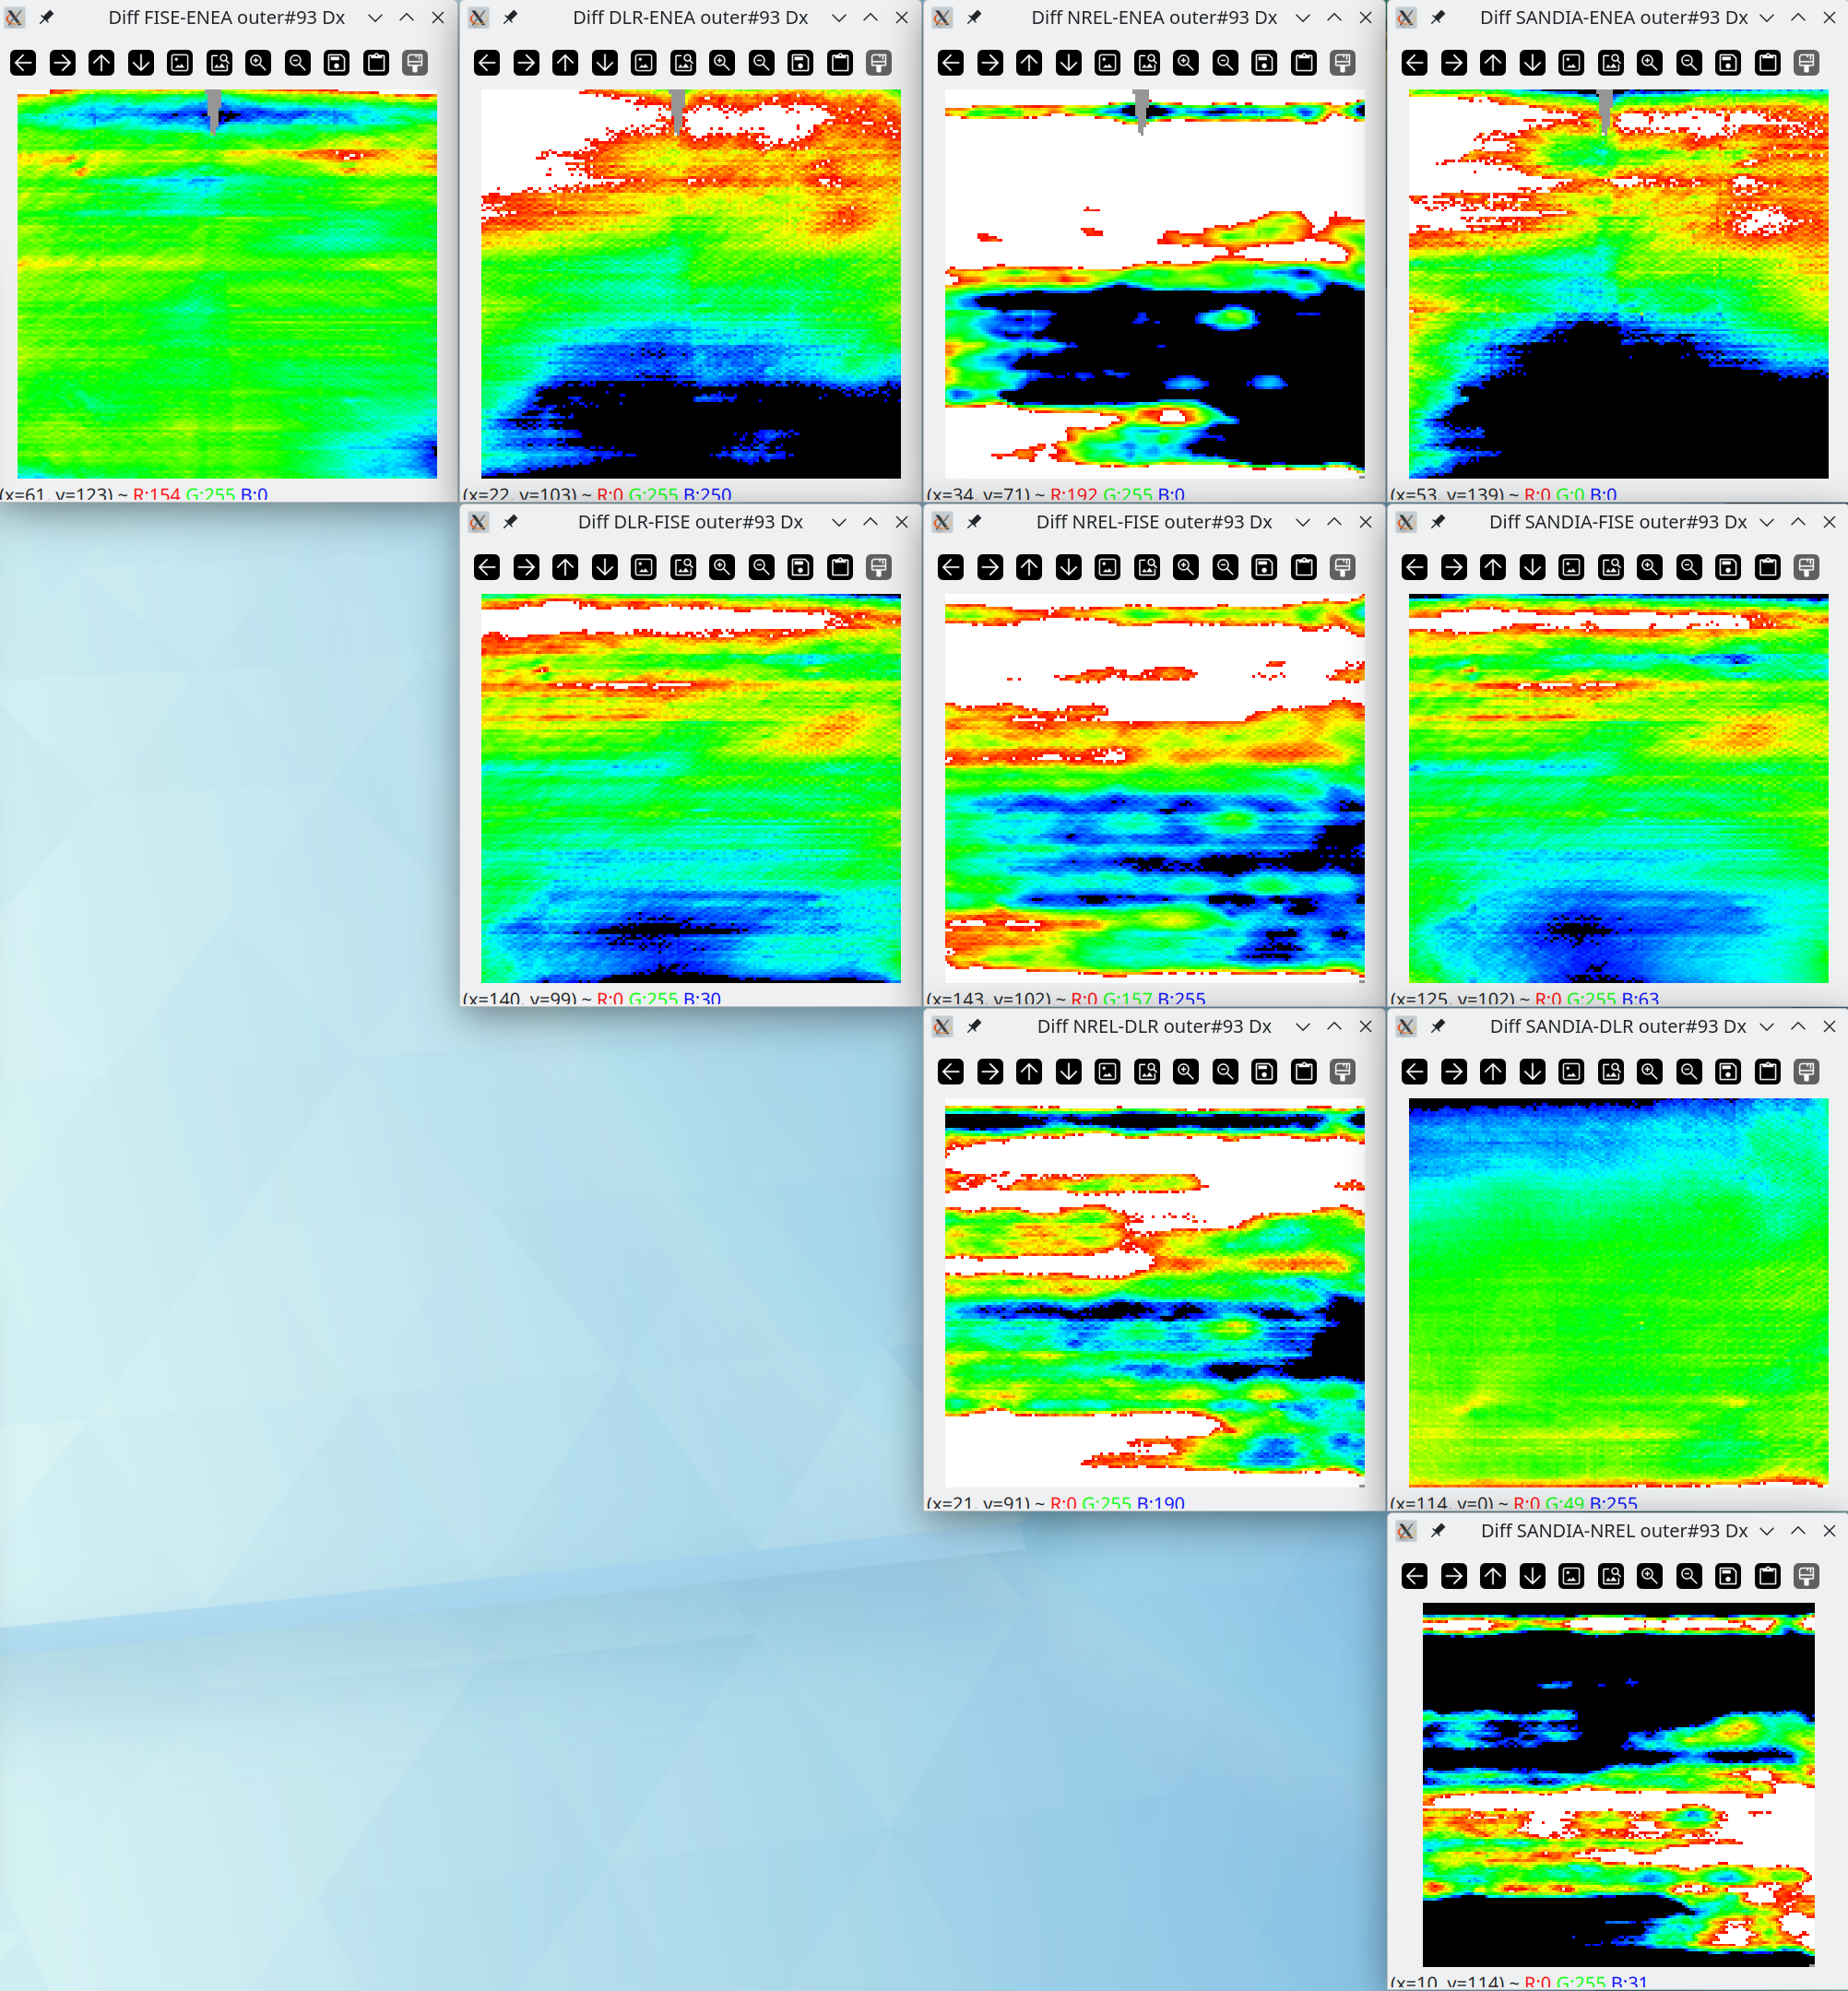 Diff FISE-ENEA outer#93 Dx
Diff DLR-ENEA outer#93 Dx
Diff NREL-ENEA outer#93 Dx
Diff SANDIA-ENEA outer#93 Dx
(x=61, y=123) ~ R:154 G:255 B:0
(x=22, y=103) ~ R:0 G:255 B:250
(x=34, y=71) ~ R:192 G:255 B:0
(x=53, y=139) ~ R:0 G:0 B:0
Diff DLR-FISE outer#93 Dx
Diff NREL-FISE outer#93 Dx
Diff SANDIA-FISE outer#93 Dx
(x=140, y=99) ~ R:0 G:255 B:30
(x=143, y=102) ~ R:0 G:157 B:255
(x=125, y=102) ~ R:0 G:255 B:63
Diff NREL-DLR outer#93 Dx
Diff SANDIA-DLR outer#93 Dx
(x=21, y=91) ~ R:0 G:255 B:190
(x=114, y=0) ~ R:0 G:49 B:255
Diff SANDIA-NREL outer#93 Dx
(x=10, y=114) ~ R:0 G:255 B:31